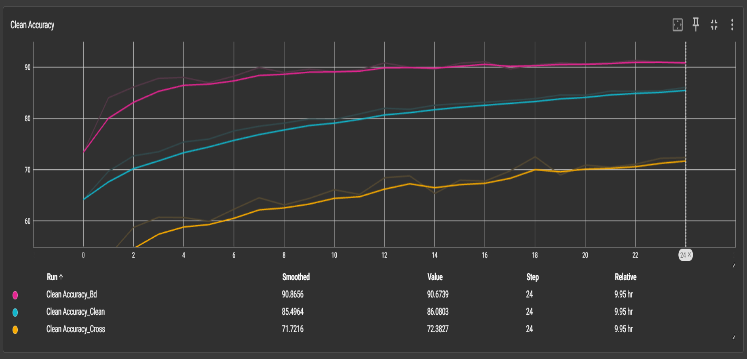 Clean Accuracy
90
80
70
60
0 2 4 6 8 10 12 14 16 18 20 22 24
Run Smoothed Value Step Relative
Clean Accuracy_Bd 90.8656 90.6739 24 9.95 hr
Clean Accuracy_Clean 85.4964 86.0803 24 9.95 hr
Clean Accuracy_Cross 71.7216 72.3827 24 9.95 hr